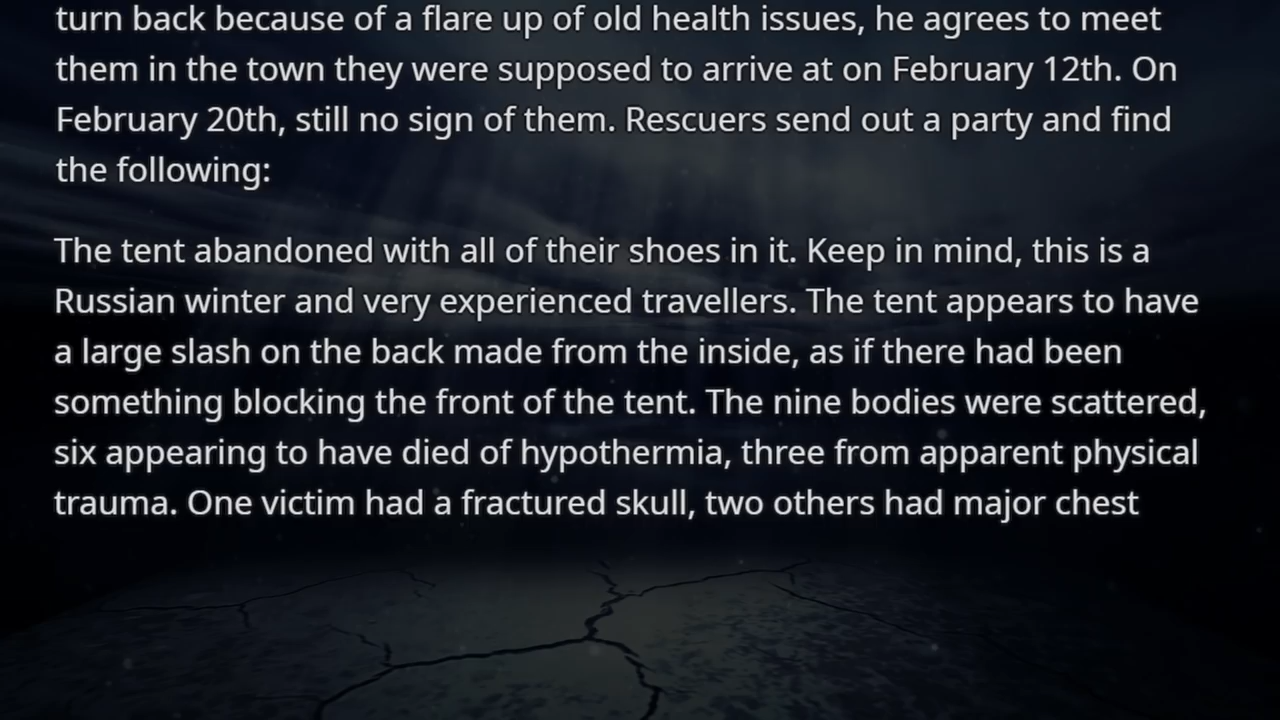 turn back because of a flare up of old health issues, he agrees to meet
them in the town they were supposed to arrive at on February 12th. On
February 20th, still no sign of them. Rescuers send out a party and find
the following:
The tent abandoned with all of their shoes in it. Keep in mind, this is a
Russian winter and very experienced travellers. The tent appears to have
a large slash on the back made from the inside, as if there had been
something blocking the front of the tent. The nine bodies were scattered,
six appearing to have died of hypothermia, three from apparent physical
trauma. One victim had a fractured skull, two others had major chest